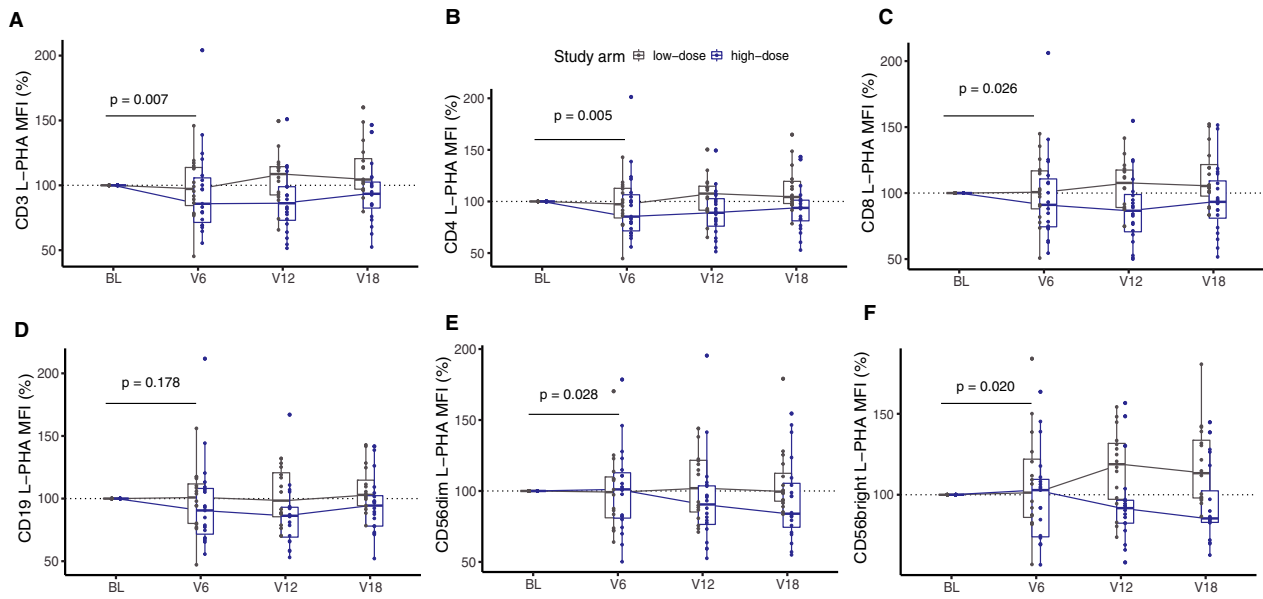 A
CD3 L−PHA MFI (%)
200
150
100
50
p = 0.007
BL V6 V12 V18
B
Study arm low−dose high−dose
CD4 L−PHA MFI (%)
200
150
100
50
p = 0.005
BL V6 V12 V18
C
CD8 L−PHA MFI (%)
200
150
100
50
p = 0.026
BL V6 V12 V18
D
CD19 L−PHA MFI (%)
200
150
100
50
p = 0.178
BL V6 V12 V18
E
CD56dim L−PHA MFI (%)
200
150
100
50
p = 0.028
BL V6 V12 V18
F
CD56bright L−PHA MFI (%)
150
100
p = 0.020
BL V6 V12 V18